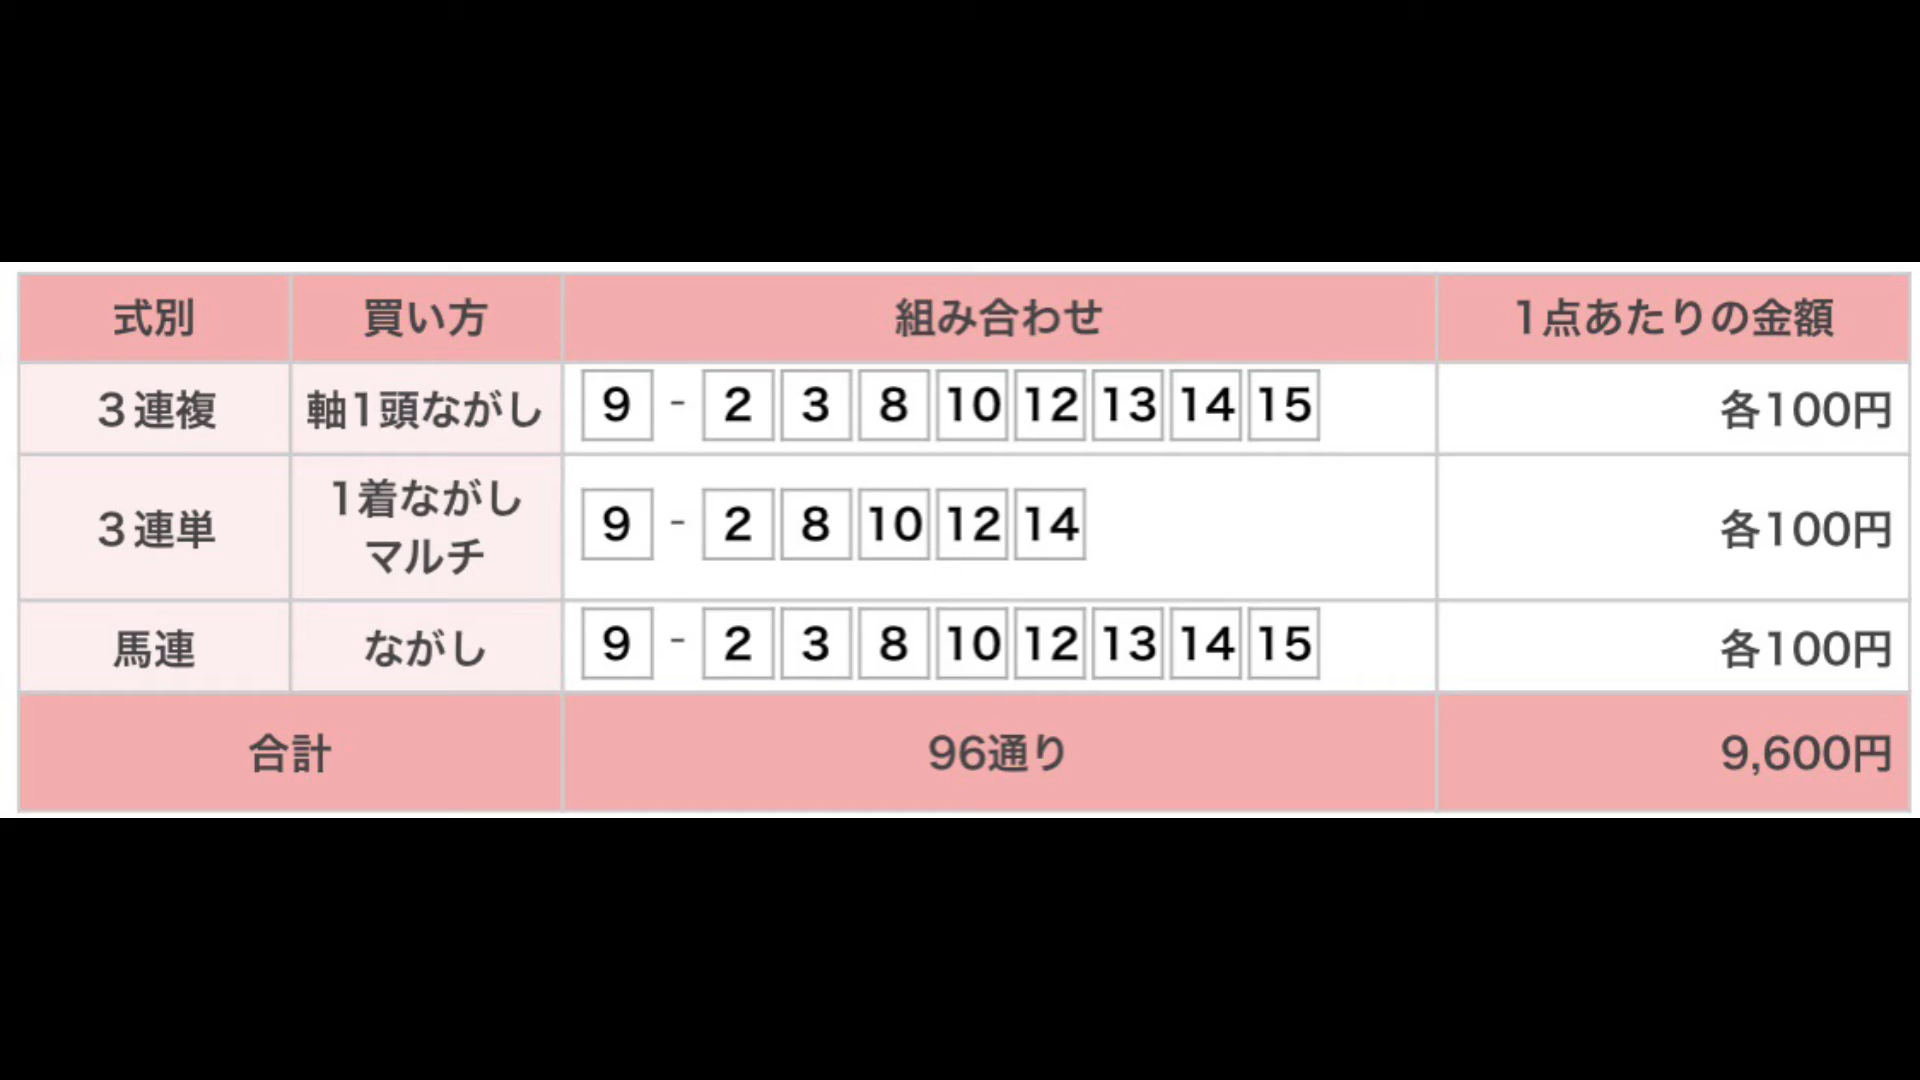 式別 買い方 組み合わせ 1点あたりの金額
３連複 軸1頭ながし 9 - 2 3 8 10 12 13 14 15 各100円
３連単 1着ながし マルチ 9 - 2 8 10 12 14 各100円
馬連 ながし 9 - 2 3 8 10 12 13 14 15 各100円
合計 96通り 9,600円